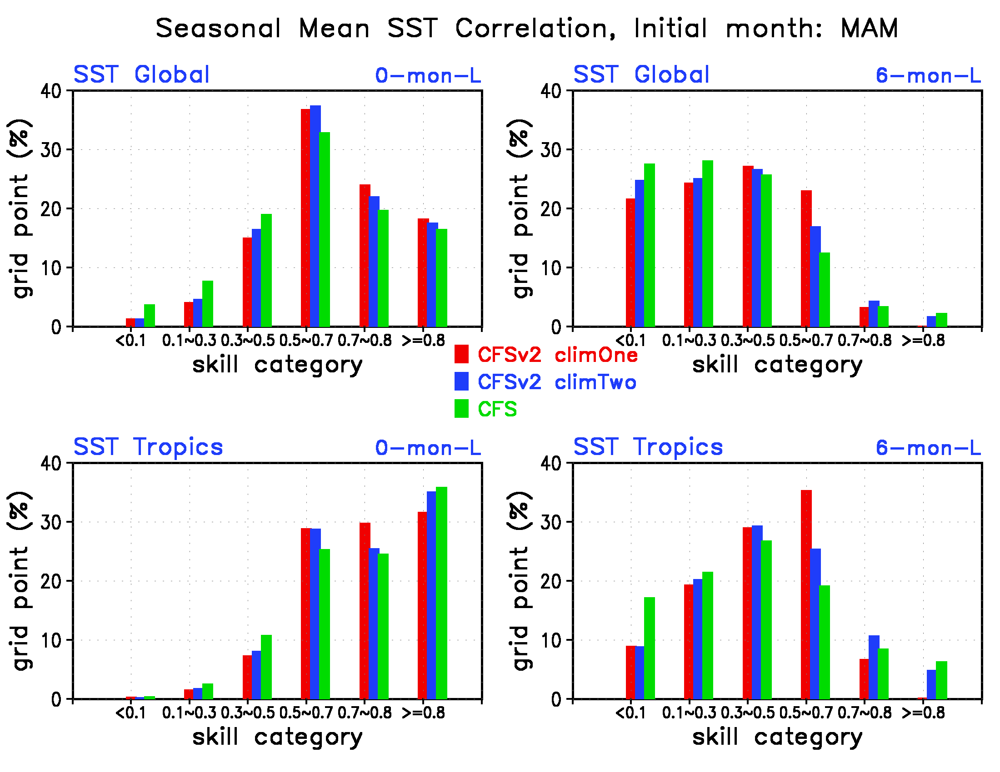 Seasonal Mean SST Correlation, Initial month: MAM
SST Global 0-mon-L
40
30
20
10
0
grid point (%)
<0.1 0.1~0.3 0.3~0.5 0.5~0.7 0.7~0.8 >=0.8
skill category
SST Global 6-mon-L
40
30
20
10
0
grid point (%)
<0.1 0.1~0.3 0.3~0.5 0.5~0.7 0.7~0.8 >=0.8
skill category
CFSv2 climOne
CFSv2 climTwo
CFS
SST Tropics 0-mon-L
40
30
20
10
0
grid point (%)
<0.1 0.1~0.3 0.3~0.5 0.5~0.7 0.7~0.8 >=0.8
skill category
SST Tropics 6-mon-L
40
30
20
10
0
grid point (%)
<0.1 0.1~0.3 0.3~0.5 0.5~0.7 0.7~0.8 >=0.8
skill category